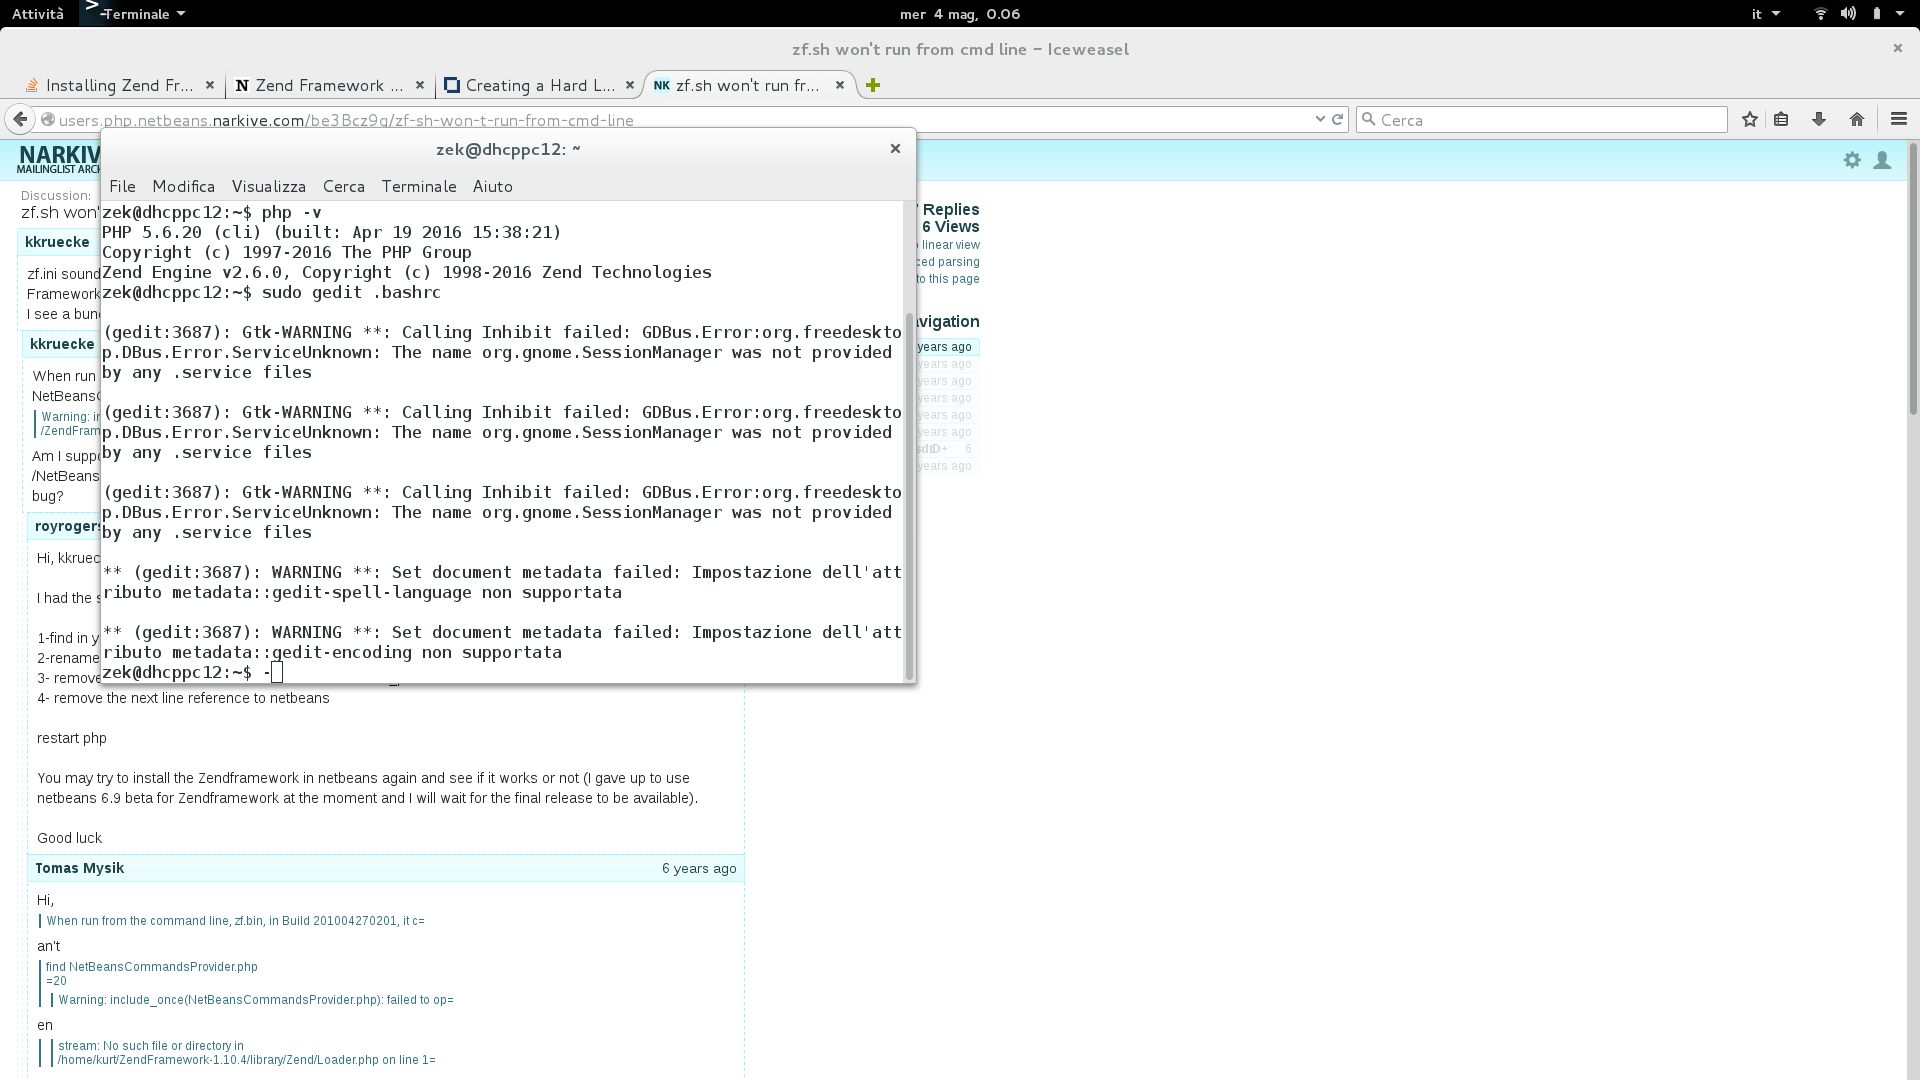 Attività
Terminale
mer 4 mag, 0.06
it
zf.sh won't run from cmd line – Iceweasel
Installing Zend Fr...
Zend Framework ...
Creating a Hard L...
NK zf.sh won't run fr...
users.php.netbeans.narkive.com/be3Bcz9q/zf-sh-won-t-run-from-cmd-line
Cerca
NARKIV
MAILINGLIST ARCH
zek@dhcppc12: ~
File Modifica Visualizza Cerca Terminale Aiuto
zek@dhcppc12:~$ php -v
PHP 5.6.20 (cli) (built: Apr 19 2016 15:38:21)
Copyright (c) 1997-2016 The PHP Group
Zend Engine v2.6.0, Copyright (c) 1998-2016 Zend Technologies
zek@dhcppc12:~$ sudo gedit .bashrc
(gedit:3687): Gtk-WARNING **: Calling Inhibit failed: GDBus.Error:org.freedeskto
p.DBus.Error.ServiceUnknown: The name org.gnome.SessionManager was not provided
by any .service files
(gedit:3687): Gtk-WARNING **: Calling Inhibit failed: GDBus.Error:org.freedeskto
p.DBus.Error.ServiceUnknown: The name org.gnome.SessionManager was not provided
by any .service files
(gedit:3687): Gtk-WARNING **: Calling Inhibit failed: GDBus.Error:org.freedeskto
p.DBus.Error.ServiceUnknown: The name org.gnome.SessionManager was not provided
by any .service files
** (gedit:3687): WARNING **: Set document metadata failed: Impostazione dell'att
ributo metadata::gedit-spell-language non supportata
** (gedit:3687): WARNING **: Set document metadata failed: Impostazione dell'att
ributo metadata::gedit-encoding non supportata
zek@dhcppc12:~$ -
Discussion:
zf.sh won'
kkruecke
zf.ini sound
Framework
I see a bun
kkruecke
When run
NetBeansC
Warning: in
/ZendFram
Am I suppo
/NetBeans
bug?
royrogers
Hi, kkruec
I had the s
1-find in y
2-rename
3- remove
4- remove the next line reference to netbeans
restart php
You may try to install the Zendframework in netbeans again and see if it works or not (I gave up to use
netbeans 6.9 beta for Zendframework at the moment and I will wait for the final release to be available).
Good luck
Tomas Mysik
6 years ago
Hi,
When run from the command line, zf.bin, in Build 201004270201, it c=
an't
find NetBeansCommandsProvider.php
=20
Warning: include_once(NetBeansCommandsProvider.php): failed to op=
en
stream: No such file or directory in
/home/kurt/ZendFramework-1.10.4/library/Zend/Loader.php on line 1=
7 Replies
6 Views
linear view
ced parsing
to this page
avigation
years ago
years ago
years ago
years ago
years ago
years ago
6
years ago